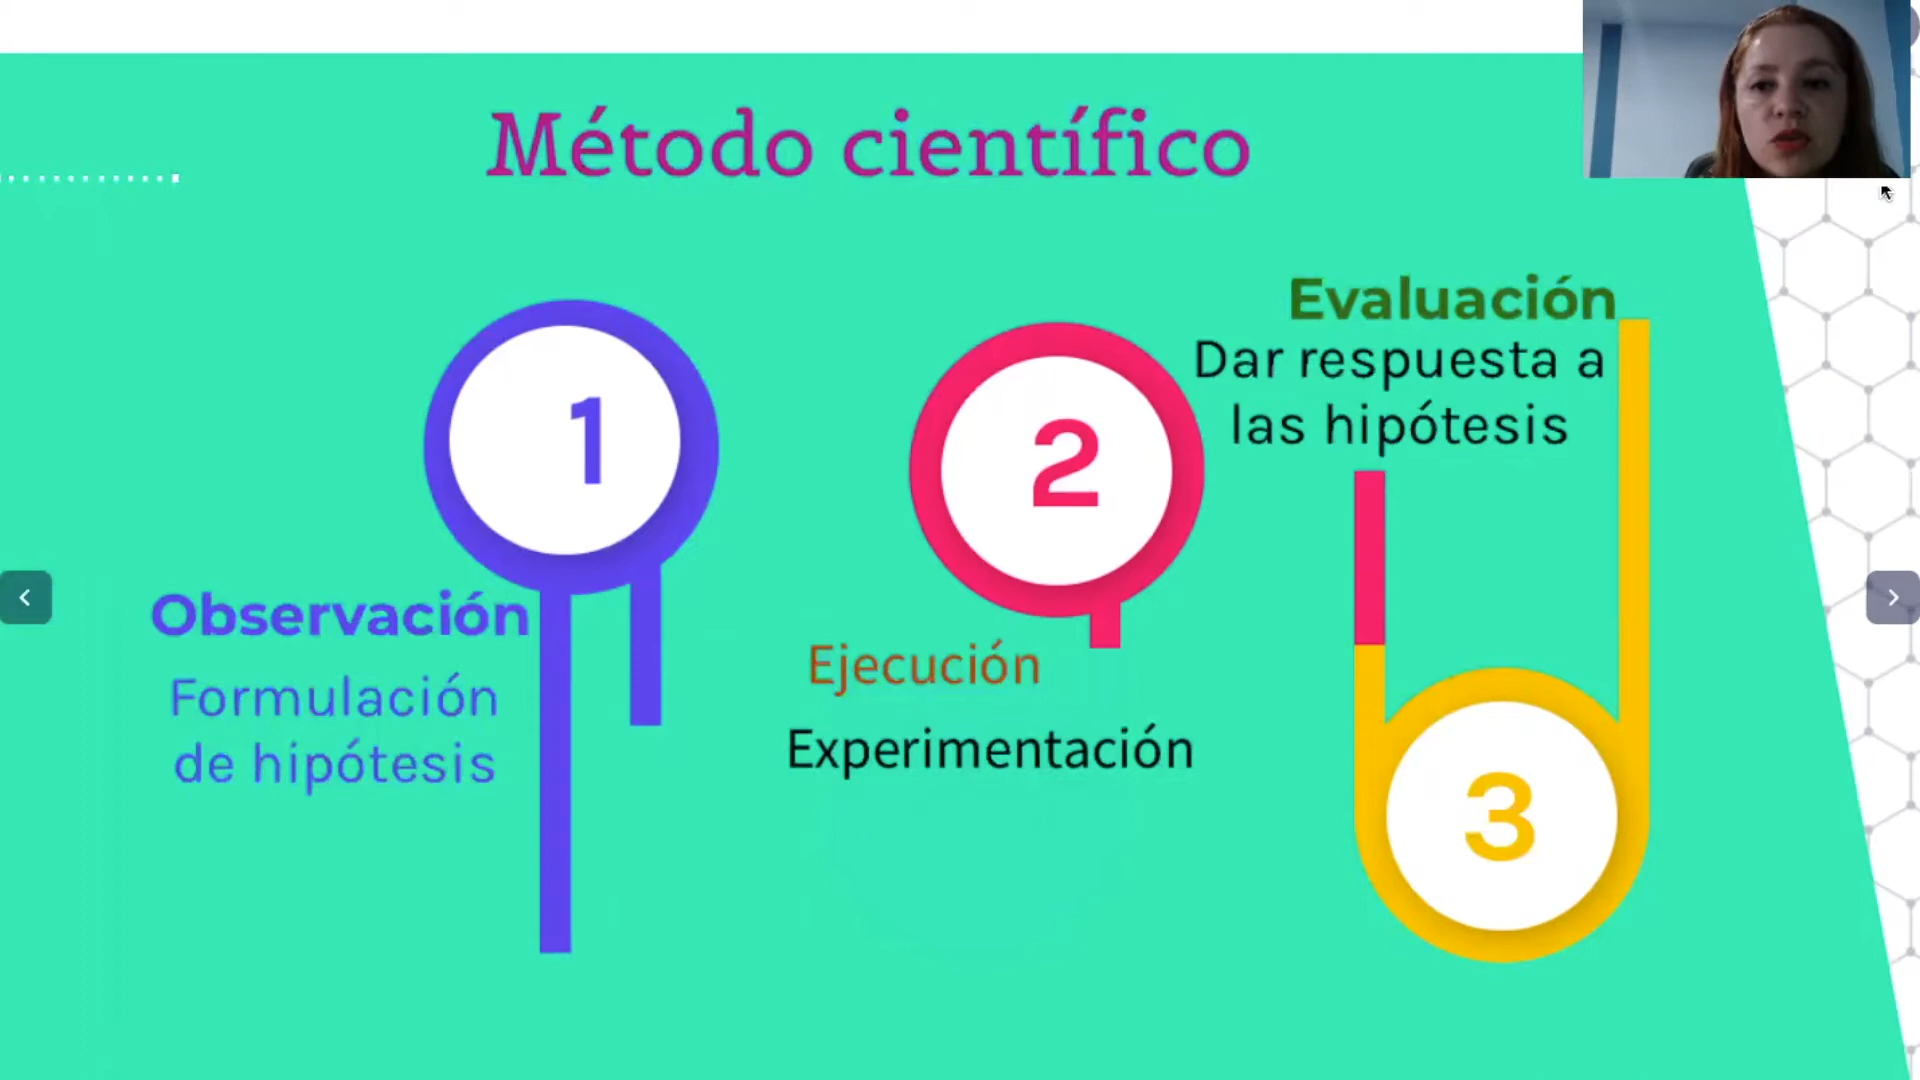 Método científico
1
Observación
Formulación
de hipótesis
2
Ejecución
Experimentación
Evaluación
Dar respuesta a
las hipótesis
3